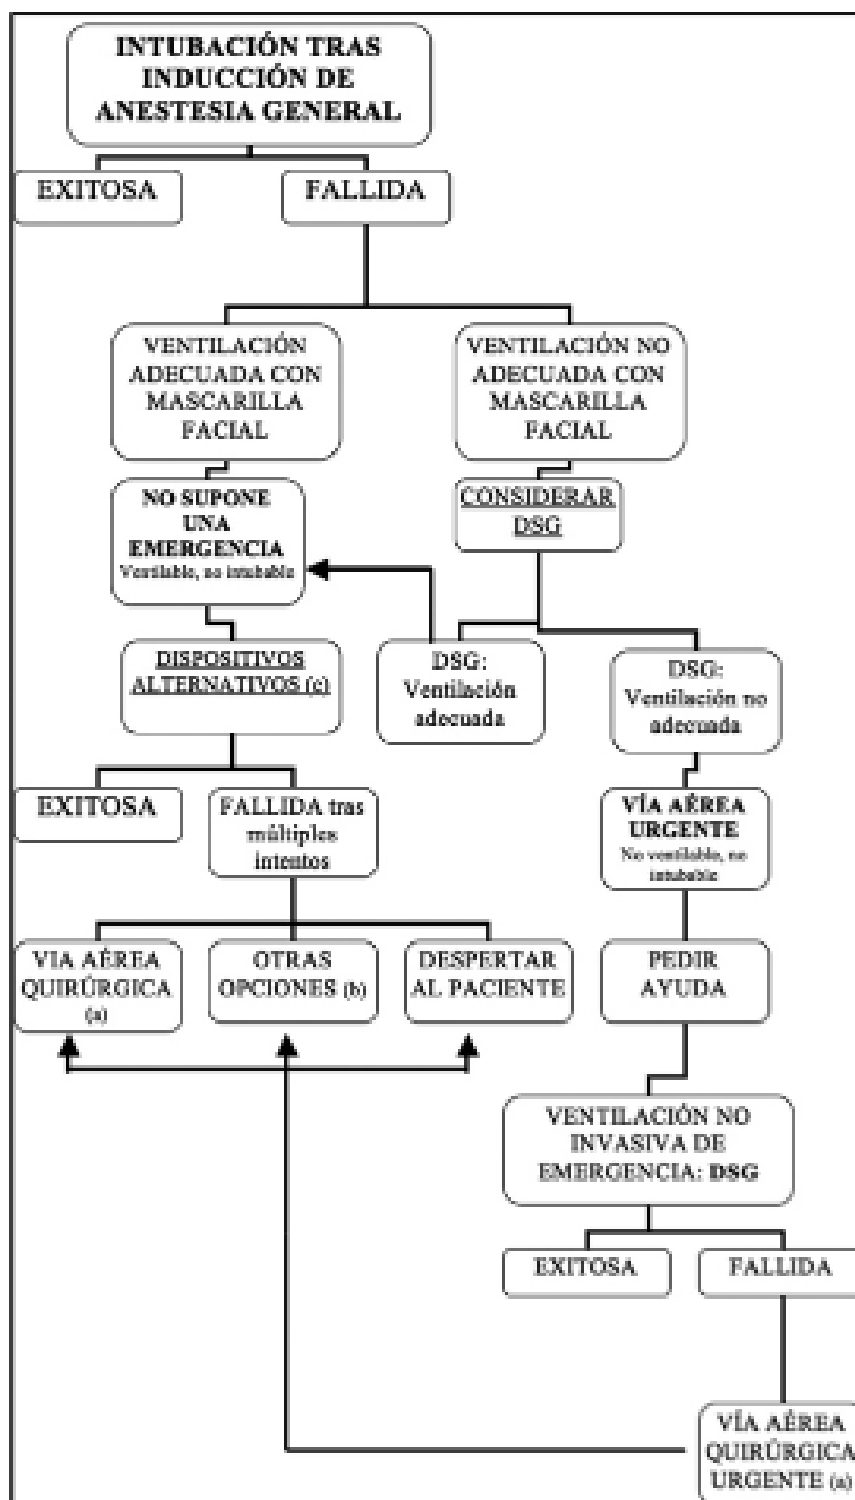 INTUBACIÓN TRAS
INDUCCIÓN DE
ANESTESIA GENERAL
EXITOSA
FALLIDA
VENTILACIÓN
ADECUADA CON
MASCARILLA
FACIAL
VENTILACIÓN NO
ADECUADA CON
MASCARILLA
FACIAL
NO SUPONE
UNA
EMERGENCIA
Ventilable, no intubable
CONSIDERAR
DSG
DISPOSITIVOS
ALTERNATIVOS (c)
DSG:
Ventilación
adecuada
DSG:
Ventilación no
adecuada
EXITOSA
FALLIDA tras
múltiples
intentos
VÍA AÉREA
URGENTE
No ventilable, no
intubable
VIA AÉREA
QUIRÚRGICA
(a)
OTRAS
OPCIONES (b)
DESPERTAR
AL PACIENTE
PEDIR
AYUDA
VENTILACIÓN NO
INVASIVA DE
EMERGENCIA: DSG
EXITOSA
FALLIDA
VÍA AÉREA
QUIRÚRGICA
URGENTE (a)